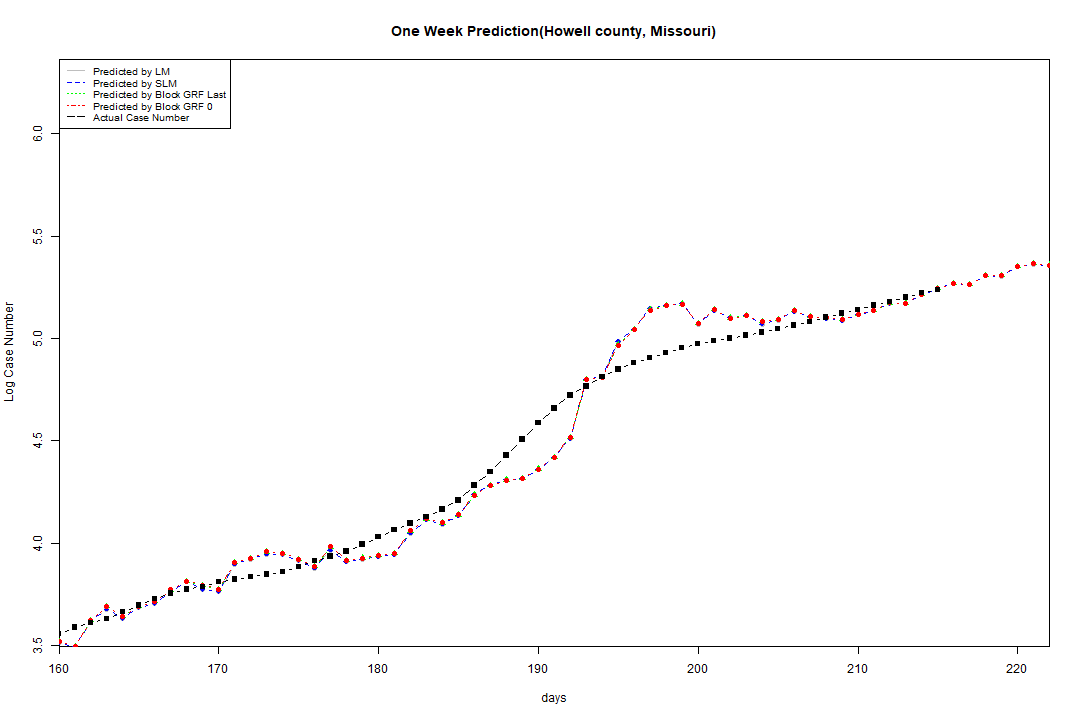 One Week Prediction(Howell county, Missouri)
Predicted by LM
Predicted by SLM
Predicted by Block GRF Last
Predicted by Block GRF 0
Actual Case Number
Log Case Number
6.0
5.5
5.0
4.5
4.0
3.5
160 170 180 190 200 210 220
days